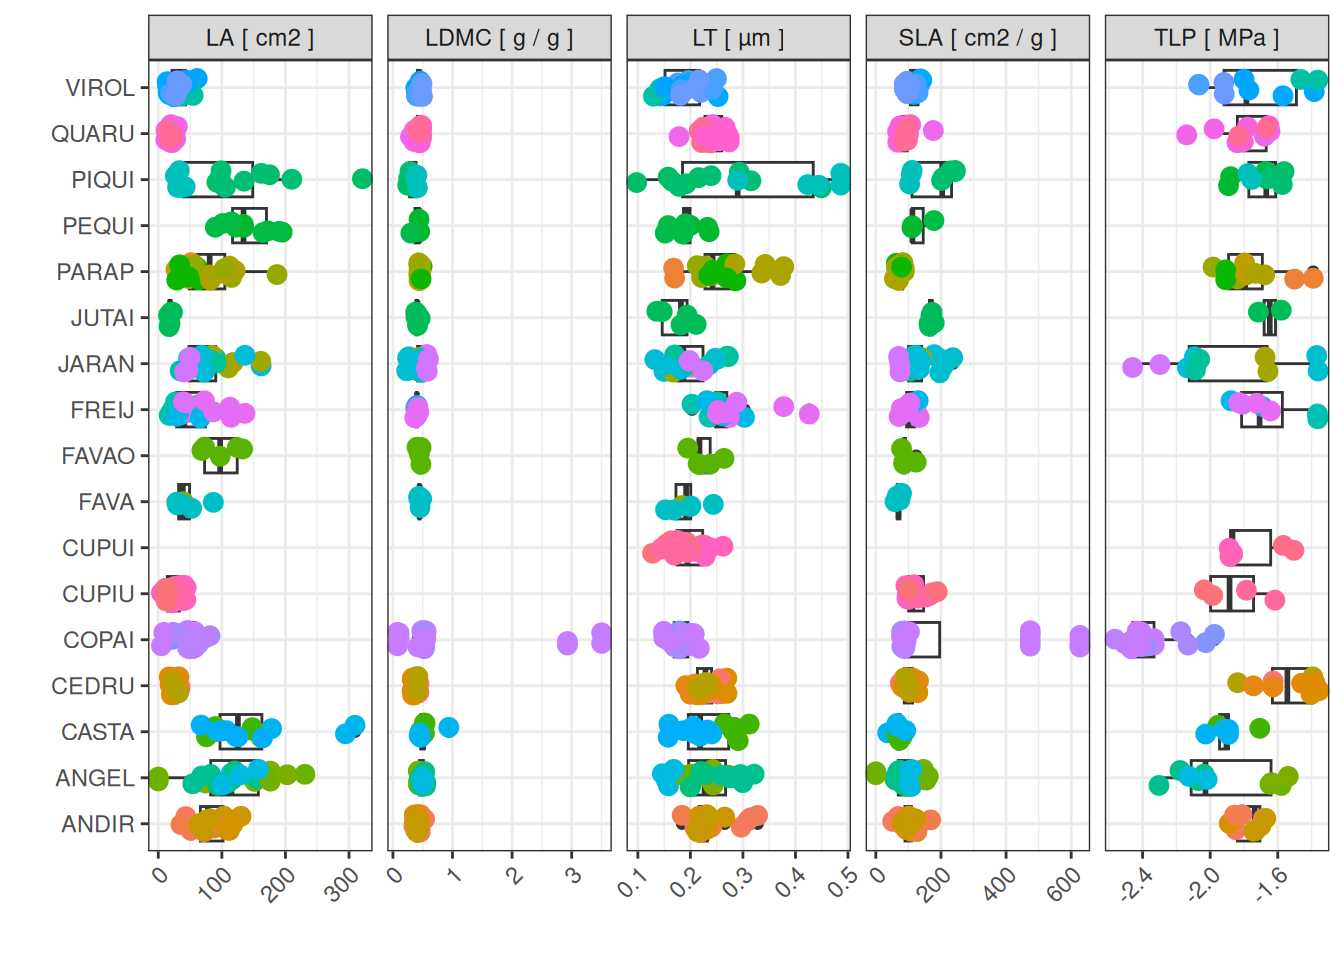 LA [ cm2 ] LDMC [ g / g ] LT [ µm ] SLA [ cm2 / g ] TLP [ MPa ]
VIROL
QUARU
PIQUI
PEQUI
PARAP
JUTAI
JARAN
FREIJ
FAVAO
FAVA
CUPUI
CUPIU
COPAI
CEDRU
CASTA
ANGEL
ANDIR
0 100 200 300 0 1 2 3 0.1 0.2 0.3 0.4 0.5 0 200 400 600 -2.4 -2.0 -1.6